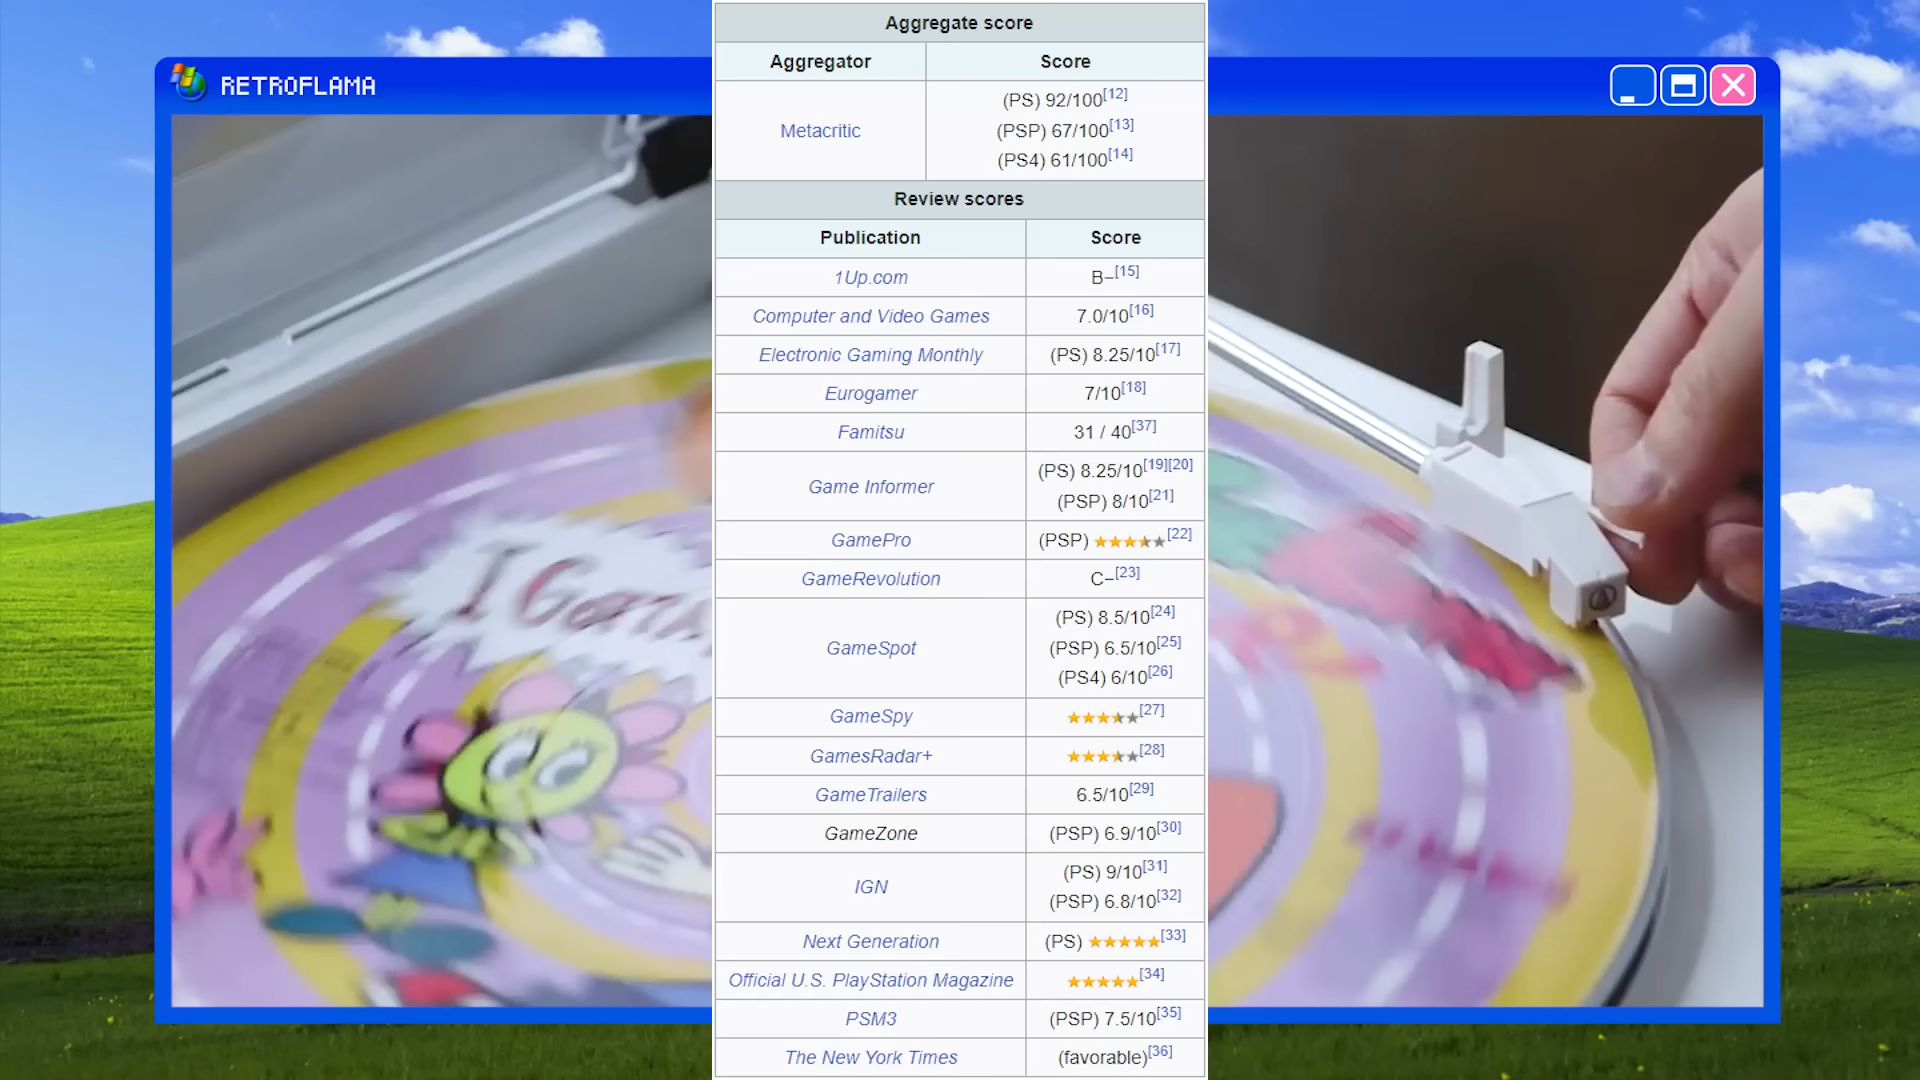 RETROFLAMA
Aggregate score
Aggregator Score
Metacritic
(PS) 92/100[12]
(PSP) 67/100[13]
(PS4) 61/100[14]
Review scores
Publication Score
1Up.com B−[15]
Computer and Video Games 7.0/10[16]
Electronic Gaming Monthly (PS) 8.25/10[17]
Eurogamer 7/10[18]
Famitsu 31 / 40[37]
Game Informer
(PS) 8.25/10[19][20]
(PSP) 8/10[21]
GamePro (PSP) ★★★★★[22]
GameRevolution C−[23]
GameSpot
(PS) 8.5/10[24]
(PSP) 6.5/10[25]
(PS4) 6/10[26]
GameSpy ★★★★★[27]
GamesRadar+ ★★★★★[28]
GameTrailers 6.5/10[29]
GameZone (PSP) 6.9/10[30]
IGN
(PS) 9/10[31]
(PSP) 6.8/10[32]
Next Generation (PS) ★★★★★[33]
Official U.S. PlayStation Magazine ★★★★★[34]
PSM3 (PSP) 7.5/10[35]
The New York Times (favorable)[36]
I Gotta